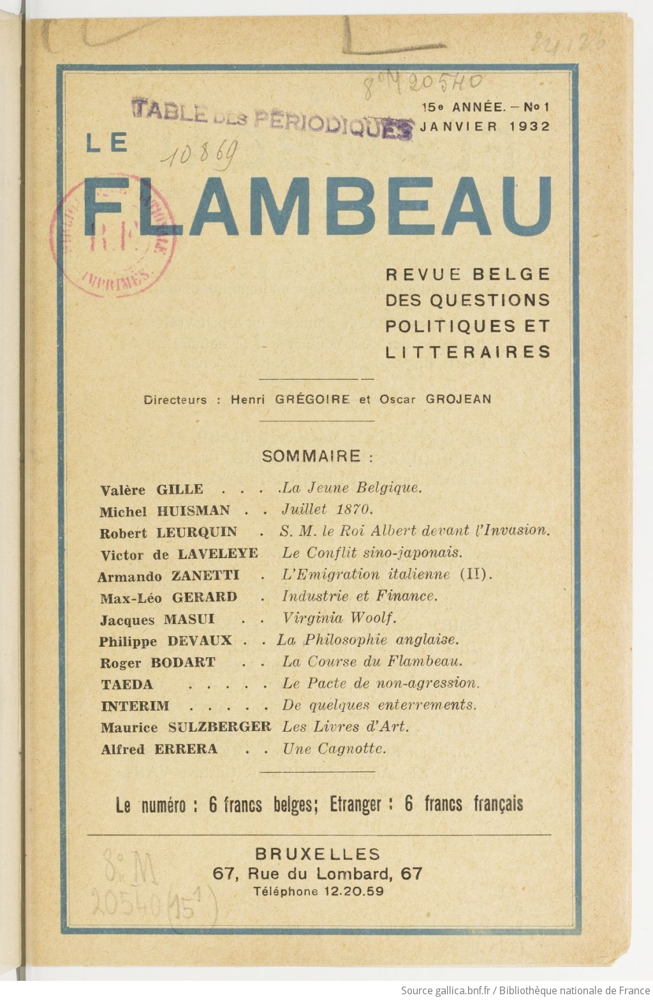 24,26
8° M 20540
TABLE DES PÉRIODIQUES
15e ANNÉE. – No 1
JANVIER 1932
LE
10869
FLAMBEAU
BIBLIOTHÈQUE NATIONALE
R.F.
IMPRIMÉS.
REVUE BELGE
DES QUESTIONS
POLITIQUES ET
LITTERAIRES
Directeurs : Henri GRÉGOIRE et Oscar GROJEAN
SOMMAIRE :
Valère GILLE . . . . La Jeune Belgique.
Michel HUISMAN . . Juillet 1870.
Robert LEURQUIN . S. M. le Roi Albert devant l'Invasion.
Victor de LAVELEYE Le Conflit sino-japonais.
Armando ZANETTI . L'Emigration italienne (II).
Max-Léo GERARD . Industrie et Finance.
Jacques MASUI . . Virginia Woolf.
Philippe DEVAUX . . La Philosophie anglaise.
Roger BODART . . La Course du Flambeau.
TAEDA . . . . . Le Pacte de non-agression.
INTERIM . . . . . De quelques enterrements.
Maurice SULZBERGER Les Livres d'Art.
Alfred ERRERA . . Une Cagnotte.
Le numéro : 6 francs belges; Etranger : 6 francs français
BRUXELLES
67, Rue du Lombard, 67
Téléphone 12.20.59
8° M
20540 (15¹)
Source gallica.bnf.fr / Bibliothèque nationale de France